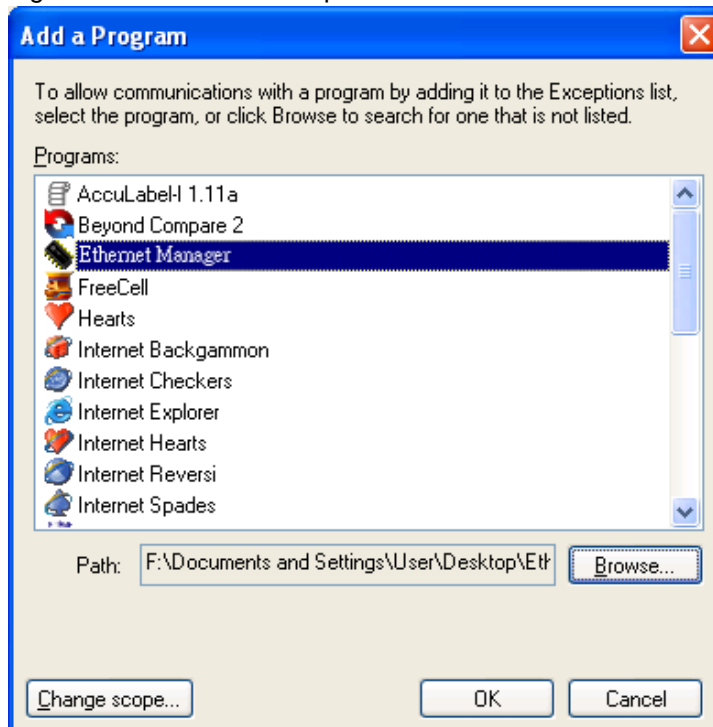 Add a Program
To allow communications with a program by adding it to the Exceptions list,
select the program, or click Browse to search for one that is not listed.
Programs:
AccuLabel-I 1.11a
Beyond Compare 2
Ethernet Manager
FreeCell
Hearts
Internet Backgammon
Internet Checkers
Internet Explorer
Internet Hearts
Internet Reversi
Internet Spades
Path: F:\Documents and Settings\User\Desktop\Eth Browse...
Change scope... OK Cancel